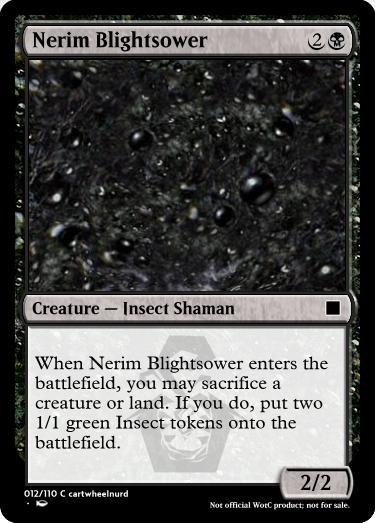 Nerim Blightsower 2
Creature — Insect Shaman
When Nerim Blightsower enters the
battlefield, you may sacrifice a
creature or land. If you do, put two
1/1 green Insect tokens onto the
battlefield.
2/2
012/110 C cartwheelnurd
Not official WotC product; not for sale.